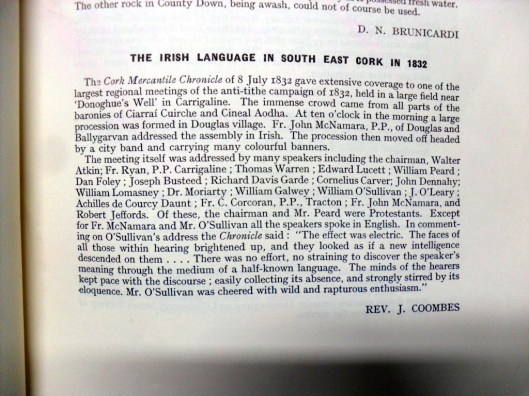 possessed fresh water.
The other rock in County Down, being awash, could not of course be used.
D. N. BRUNICARDI
THE IRISH LANGUAGE IN SOUTH EAST CORK IN 1832
The Cork Mercantile Chronicle of 8 July 1832 gave extensive coverage to one of the
largest regional meetings of the anti-tithe campaign of 1832, held in a large field near
'Donoghue's Well' in Carrigaline. The immense crowd came from all parts of the
baronies of Ciarraí Cuirche and Cineal Aodha. At ten o'clock in the morning a large
procession was formed in Douglas village. Fr. John McNamara, P.P., of Douglas and
Ballygarvan addressed the assembly in Irish. The procession then moved off headed
by a city band and carrying many colourful banners.
The meeting itself was addressed by many speakers including the chairman, Walter
Atkin; Fr. Ryan, P.P. Carrigaline ; Thomas Warren ; Edward Lucett ; William Peard ;
Dan Foley ; Joseph Busteed ; Richard Davis Garde ; Cornelius Carver; John Dennahy;
William Lomasney; Dr. Moriarty ; William Galwey ; William O'Sullivan ; J. O'Leary ;
Achilles de Courcy Daunt ; Fr. C. Corcoran, P.P., Tracton ; Fr. John McNamara, and
Robert Jeffords. Of these, the chairman and Mr. Peard were Protestants. Except
for Fr. McNamara and Mr. O'Sullivan all the speakers spoke in English. In comment-
ing on O'Sullivan's address the Chronicle said : "The effect was electric. The faces of
all those within hearing brightened up, and they looked as if a new intelligence
descended on them .... There was no effort, no straining to discover the speaker's
meaning through the medium of a half-known language. The minds of the hearers
kept pace with the discourse ; easily collecting its absence, and strongly stirred by its
eloquence. Mr. O'Sullivan was cheered with wild and rapturous enthusiasm."
REV. J. COOMBES